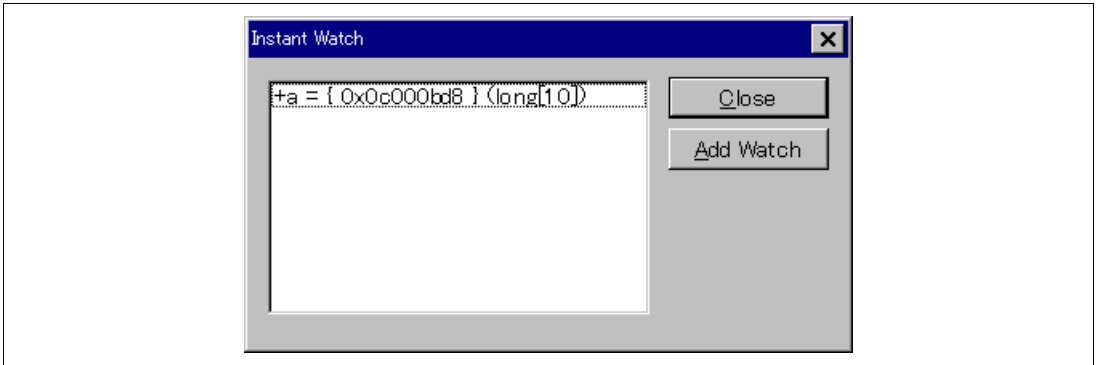 Instant Watch
+a = { 0x0c000bd8 } (long[10])
Close
Add Watch